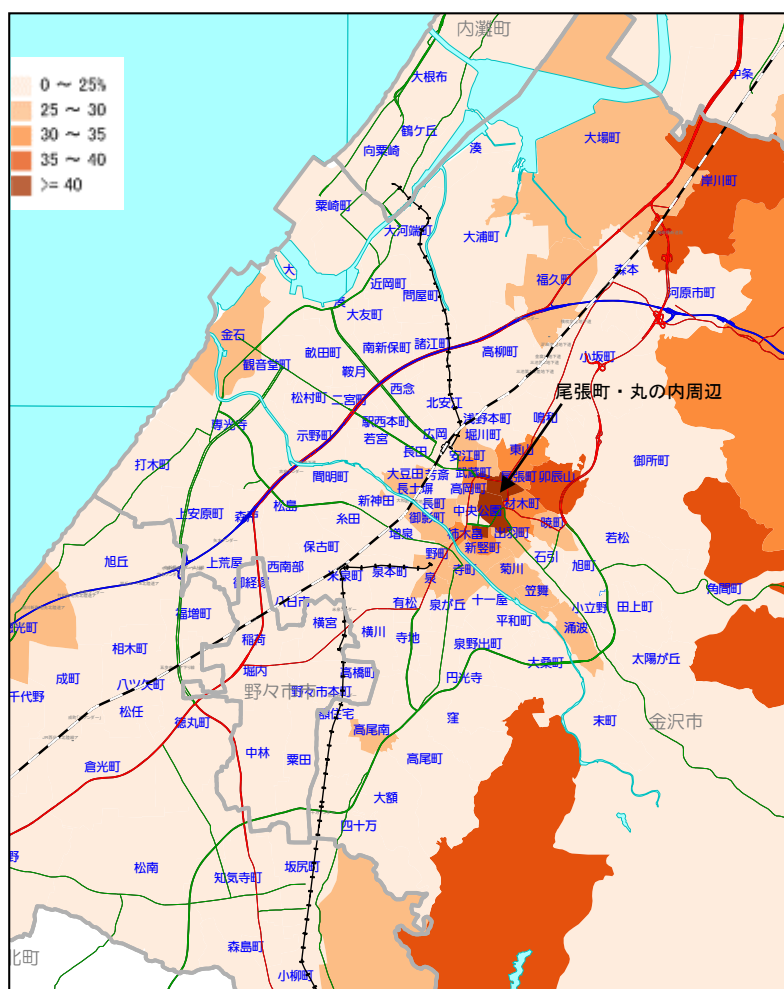 内灘町
中条
0 ～ 25%
25 ～ 30
30 ～ 35
35 ～ 40
>= 40
大根布
鶴ケ丘
大場町
向粟崎
湊
岸川町
粟崎町
大河端町
大浦町
大
近岡町
問屋町
福久町
森本
河原市町
湊
大友町
金石
観音堂町
畝田町
南新保町
諸江町
高柳町
小坂町
鞍月
西念
尾張町・丸の内周辺
松村町
二宮町
北安江
駅西本町
浅野本町
鳴和
専光寺
示野町
若宮
広岡
堀川町
長田
安江町
東山
御所町
打木町
間明町
大豆田
芳斎
武蔵町
尾張町
卯辰山
長土塀
高岡町
上安原町
森戸
松島
新神田
長町
中央公園
材木町
糸田
御影町
暁町
増泉
柿木畠
出羽町
若松
保古町
野町
新竪町
石引
旭丘
上荒屋
西南部
米泉町
泉本町
泉
寺町
菊川
旭町
御経塚
笠舞
角間町
福増町
八日市
有松
泉が丘
十一屋
小立野
田上町
横宮
平和町
涌波
相木町
稲荷
横川
寺地
泉野出町
太陽が丘
成町
堀内
高橋町
円光寺
大桑町
八ツ矢町
千代野
野々市本町
松任
徳丸町
窪
末町
金沢市
高尾南
中林
粟田
高尾町
倉光町
大額
四十万
野
松南
坂尻町
知気寺町
森島町
北町
小柳町